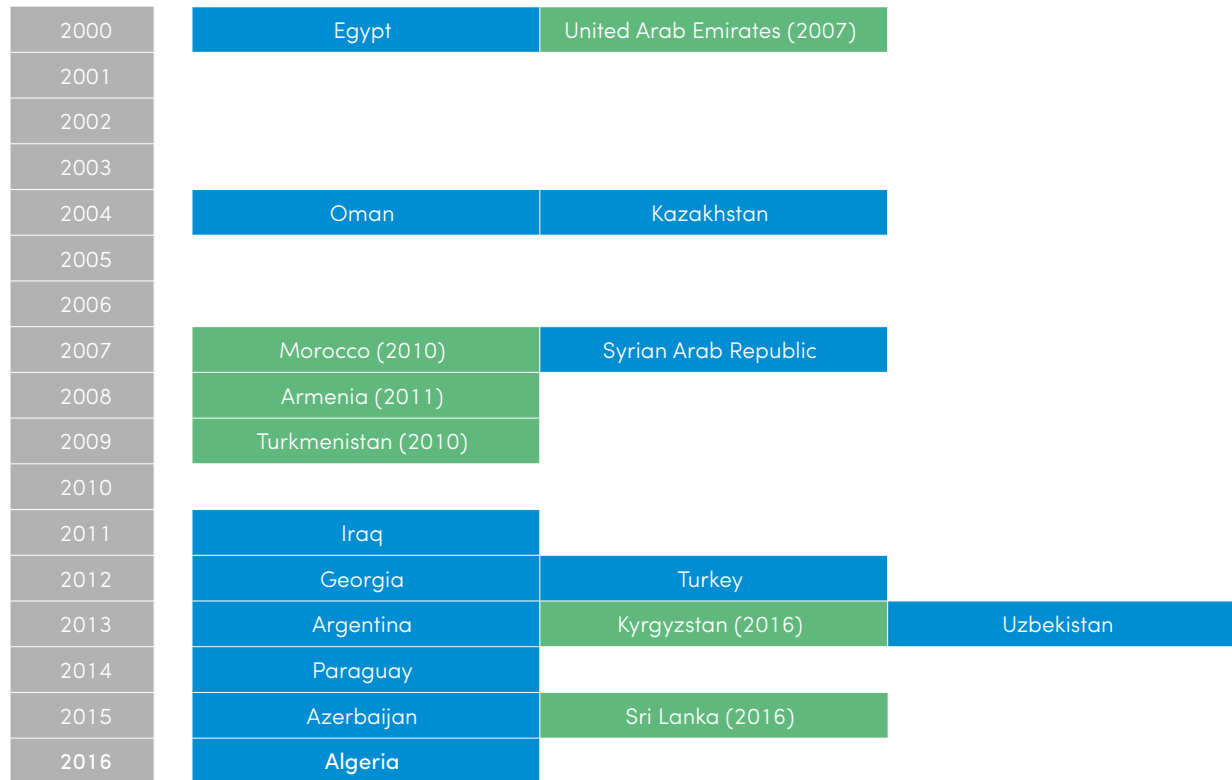 2000 Egypt United Arab Emirates (2007)
2001
2002
2003
2004 Oman Kazakhstan
2005
2006
2007 Morocco (2010) Syrian Arab Republic
2008 Armenia (2011)
2009 Turkmenistan (2010)
2010
2011 Iraq
2012 Georgia Turkey
2013 Argentina Kyrgyzstan (2016) Uzbekistan
2014 Paraguay
2015 Azerbaijan Sri Lanka (2016)
2016 Algeria